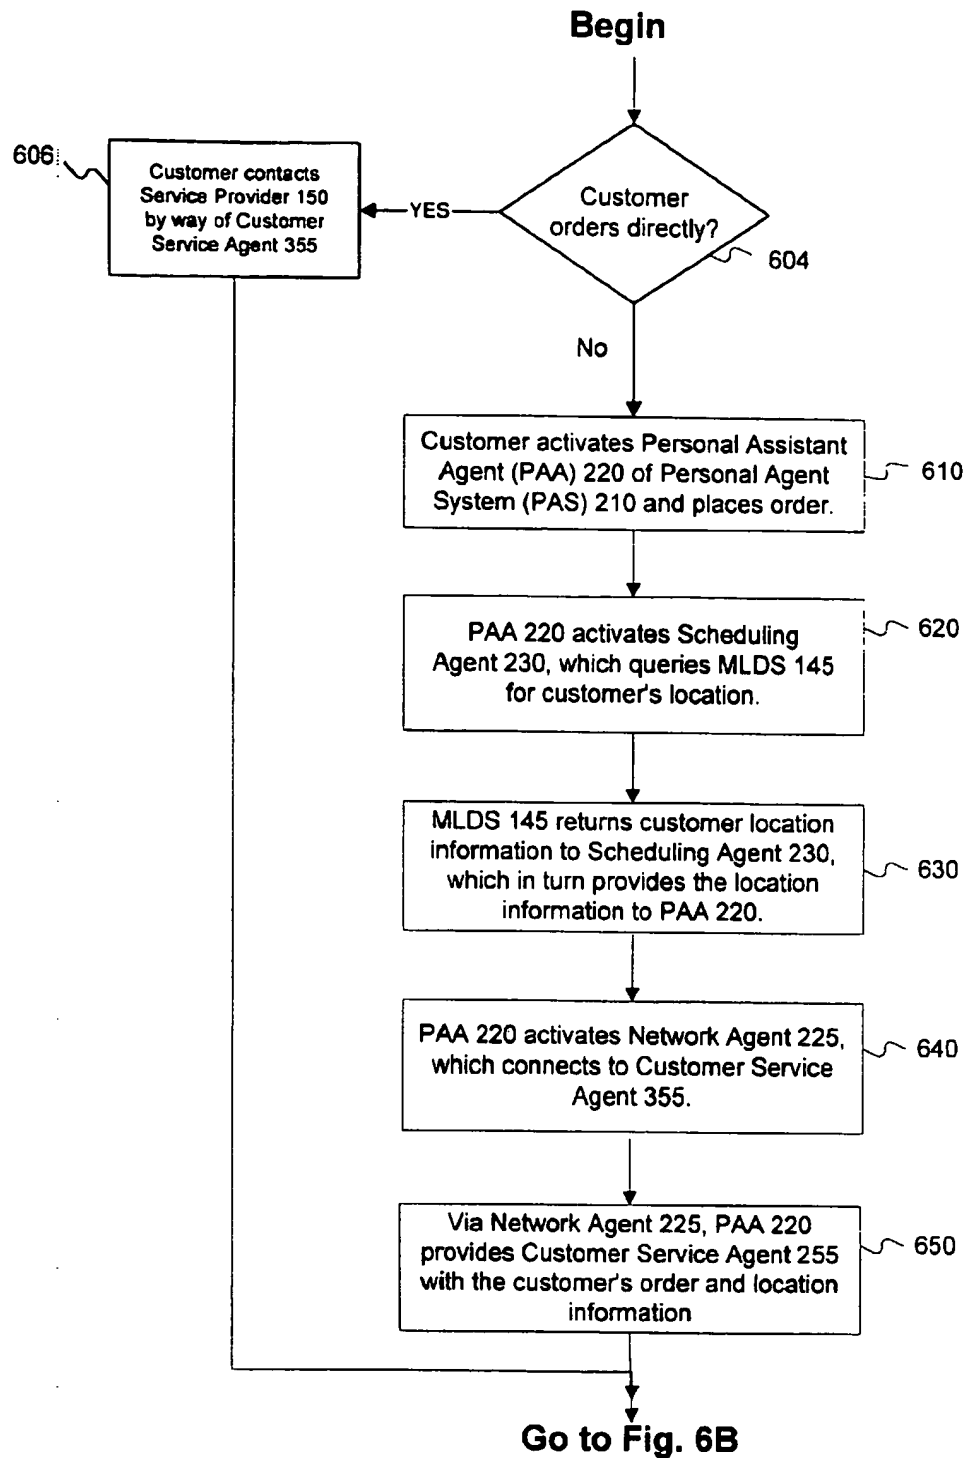 Begin
606
Customer contacts
Service Provider 150
by way of Customer
Service Agent 355
YES
Customer
orders directly?
604
No
Customer activates Personal Assistant
Agent (PAA) 220 of Personal Agent
System (PAS) 210 and places order.
610
PAA 220 activates Scheduling
Agent 230, which queries MLDS 145
for customer's location.
620
MLDS 145 returns customer location
information to Scheduling Agent 230,
which in turn provides the location
information to PAA 220.
630
PAA 220 activates Network Agent 225,
which connects to Customer Service
Agent 355.
640
Via Network Agent 225, PAA 220
provides Customer Service Agent 255
with the customer's order and location
information
650
Go to Fig. 6B